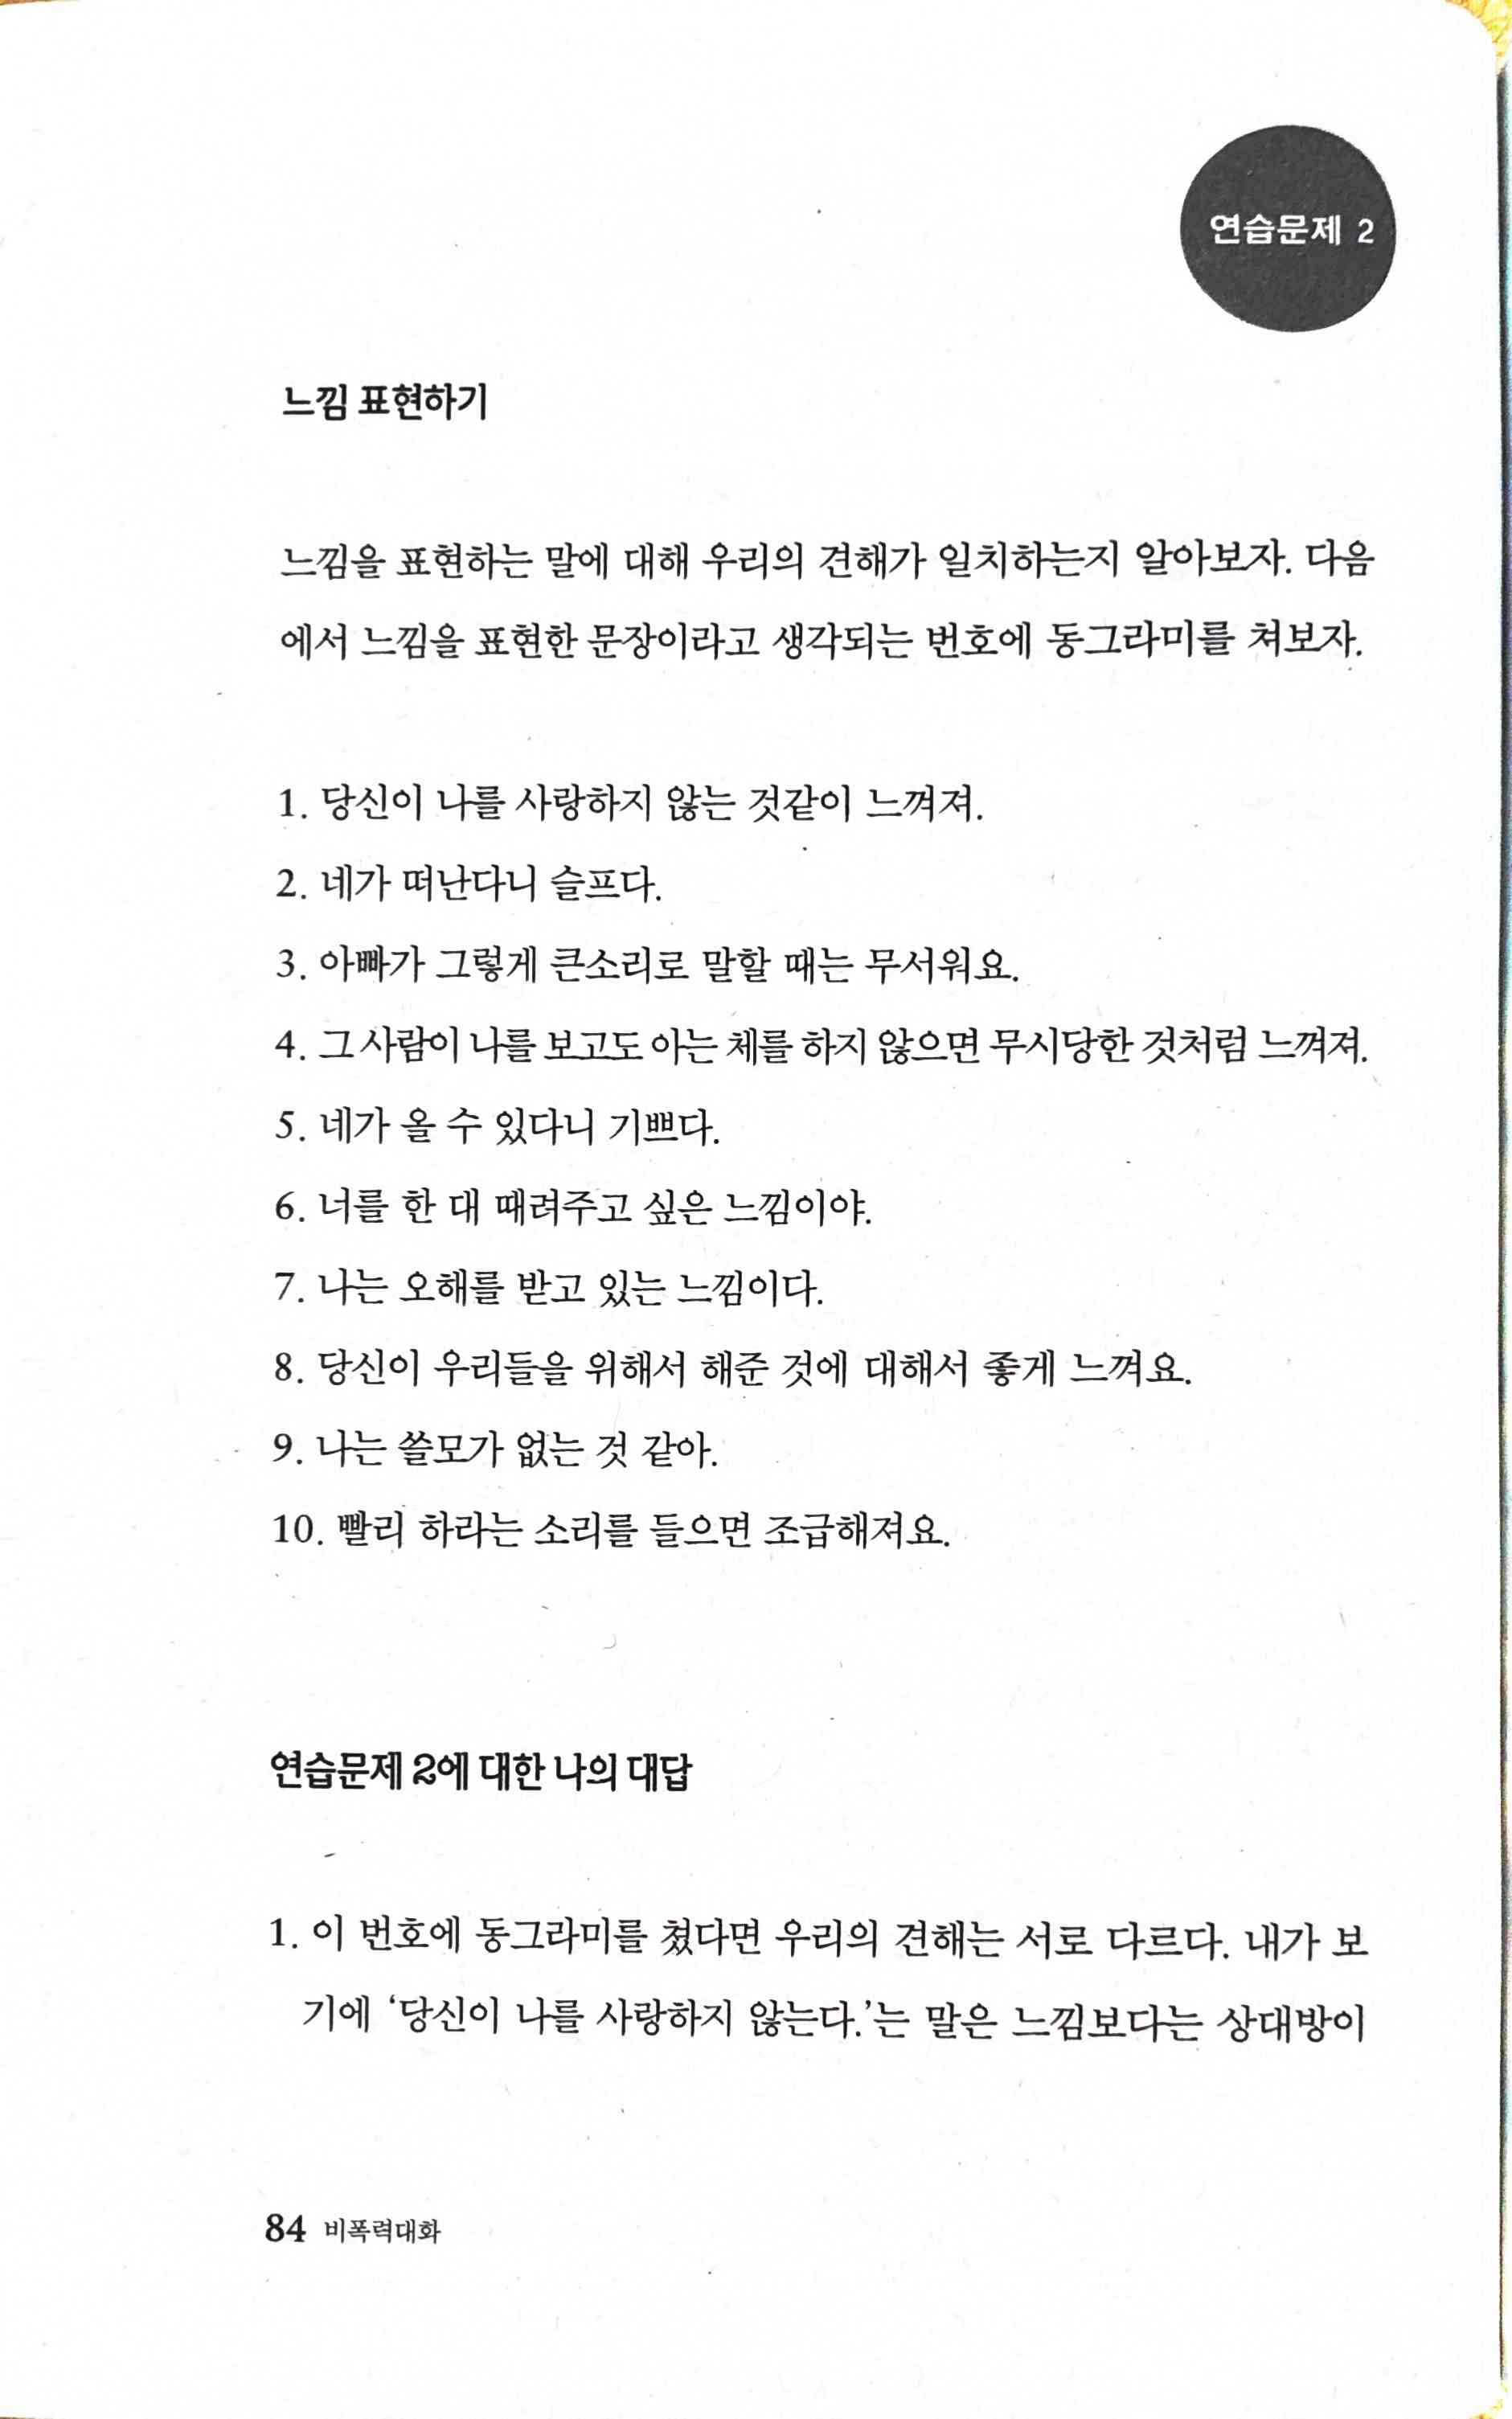 연습문제 2
느낌 표현하기
느낌을 표현하는 말에 대해 우리의 견해가 일치하는지 알아보자. 다음
에서 느낌을 표현한 문장이라고 생각되는 번호에 동그라미를 쳐보자.
1. 당신이 나를 사랑하지 않는 것같이 느껴져.
2. 네가 떠난다니 슬프다.
3. 아빠가 그렇게 큰소리로 말할 때는 무서워요.
4. 그 사람이 나를 보고도 아는 체를 하지 않으면 무시당한 것처럼 느껴져.
5. 네가 올 수 있다니 기쁘다.
6. 너를 한 대 때려주고 싶은 느낌이야.
7. 나는 오해를 받고 있는 느낌이다.
8. 당신이 우리들을 위해서 해준 것에 대해서 좋게 느껴요.
9. 나는 쓸모가 없는 것 같아.
10. 빨리 하라는 소리를 들으면 조급해져요.
연습문제 2에 대한 나의 대답
1. 이 번호에 동그라미를 쳤다면 우리의 견해는 서로 다르다. 내가 보
기에 ‘당신이 나를 사랑하지 않는다.’는 말은 느낌보다는 상대방이
84 비폭력대화